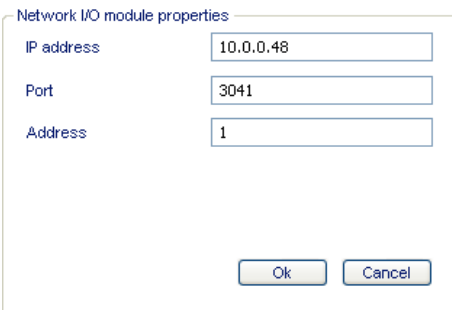 Network I/O module properties
IP address 10.0.0.48
Port 3041
Address 1
Ok Cancel